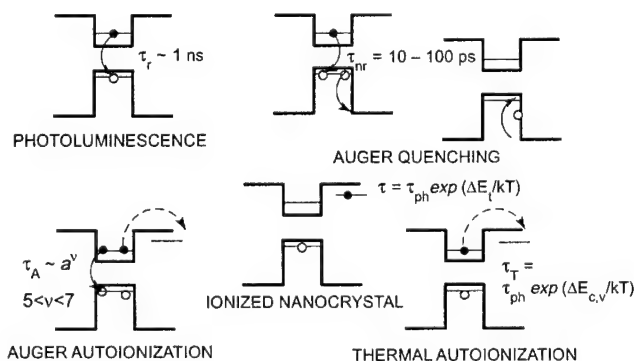 τr ~ 1 ns
τnr = 10 – 100 ps
PHOTOLUMINESCENCE
AUGER QUENCHING
τ = τph exp (ΔEt/kT)
τA ~ a^ν
5<ν<7
τT =
τph exp (ΔEc,v/kT)
IONIZED NANOCRYSTAL
AUGER AUTOIONIZATION
THERMAL AUTOIONIZATION